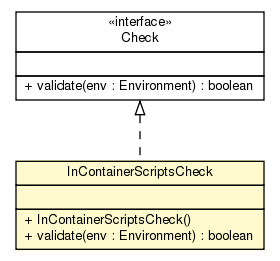 «interface»
Check
+ validate(env : Environment) : boolean
InContainerScriptsCheck
+ InContainerScriptsCheck()
+ validate(env : Environment) : boolean